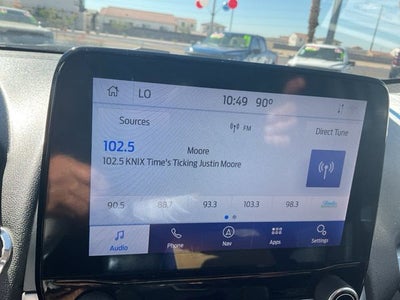 LO
10:49 90°
Sources
FM
Direct Tune
102.5
Moore
102.5 KNIX Time's Ticking Justin Moore
90.5 88.7 93.3 103.3 98.3
Audio Phone Nav Apps Settings